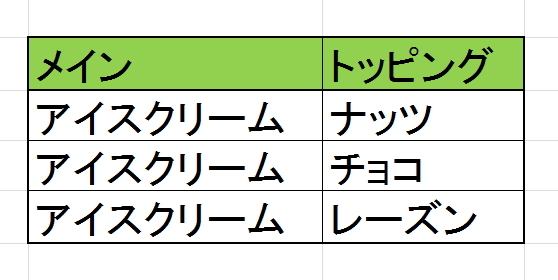 メイン トッピング
アイスクリーム ナッツ
アイスクリーム チョコ
アイスクリーム レーズン